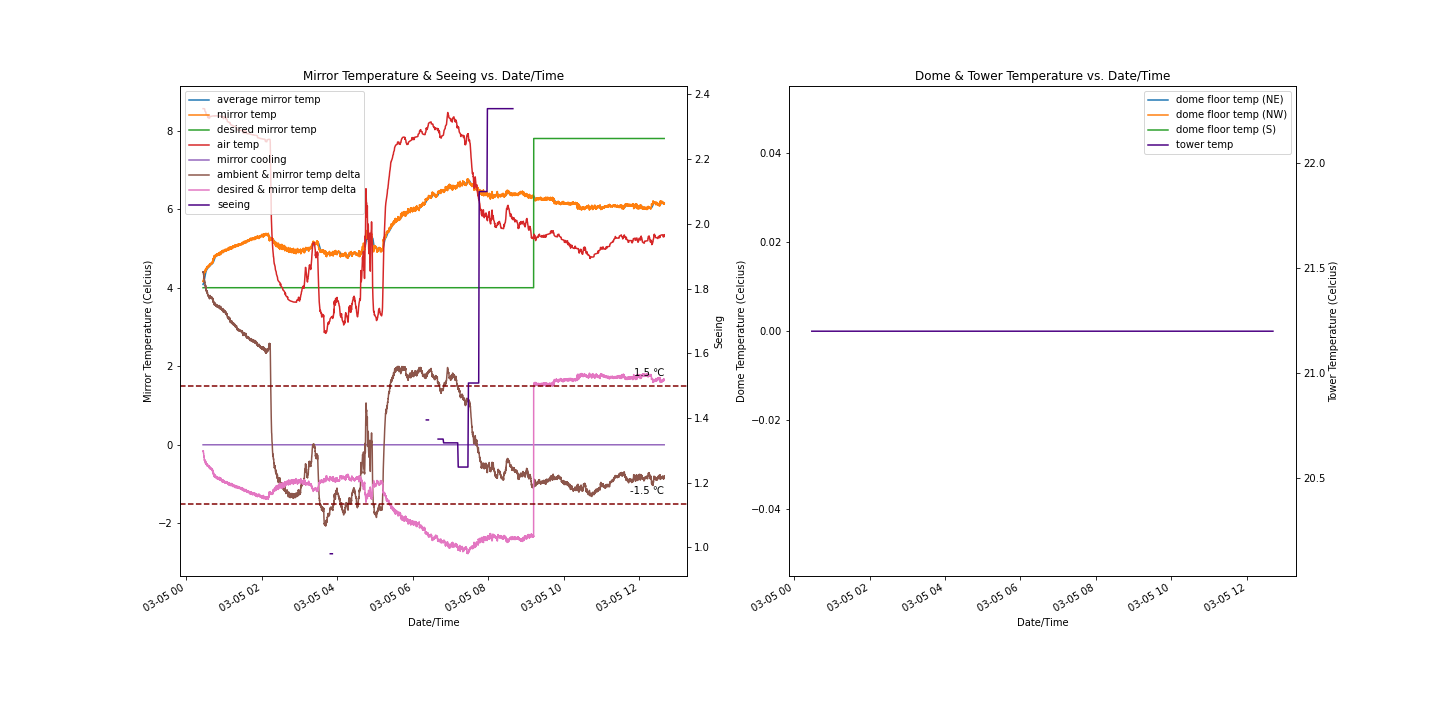 Mirror Temperature & Seeing vs. Date/Time
average mirror temp
mirror temp
desired mirror temp
air temp
mirror cooling
ambient & mirror temp delta
desired & mirror temp delta
seeing
8
6
4
2
0
−2
Mirror Temperature (Celcius)
2.4
2.2
2.0
1.8
1.6
1.4
1.2
1.0
Seeing
1.5 °C
-1.5 °C
03-05 00
03-05 02
03-05 04
03-05 06
03-05 08
03-05 10
03-05 12
Date/Time
Dome & Tower Temperature vs. Date/Time
dome floor temp (NE)
dome floor temp (NW)
dome floor temp (S)
tower temp
0.04
0.02
0.00
−0.02
−0.04
Dome Temperature (Celcius)
22.0
21.5
21.0
20.5
Tower Temperature (Celcius)
03-05 00
03-05 02
03-05 04
03-05 06
03-05 08
03-05 10
03-05 12
Date/Time